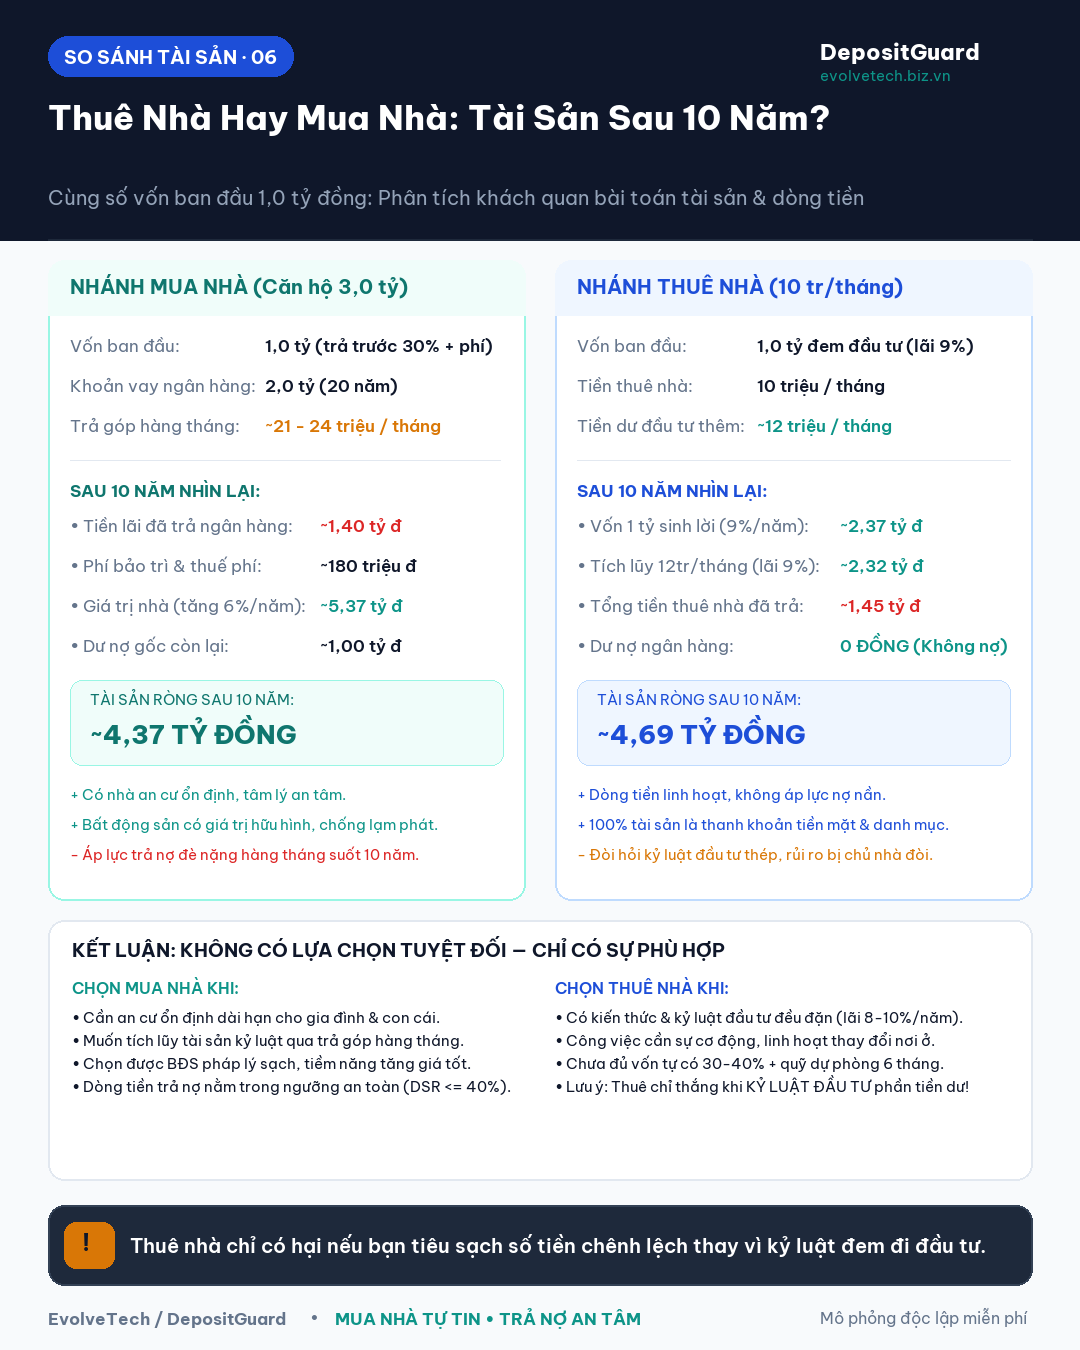 SO SÁNH TÀI SẢN · 06
DepositGuard
evolvetech.biz.vn
Thuê Nhà Hay Mua Nhà: Tài Sản Sau 10 Năm?
Cùng số vốn ban đầu 1,0 tỷ đồng: Phân tích khách quan bài toán tài sản & dòng tiền
NHÁNH MUA NHÀ (Căn hộ 3,0 tỷ)
Vốn ban đầu: 1,0 tỷ (trả trước 30% + phí)
Khoản vay ngân hàng: 2,0 tỷ (20 năm)
Trả góp hàng tháng: ~21 - 24 triệu / tháng
SAU 10 NĂM NHÌN LẠI:
• Tiền lãi đã trả ngân hàng: ~1,40 tỷ đ
• Phí bảo trì & thuế phí: ~180 triệu đ
• Giá trị nhà (tăng 6%/năm): ~5,37 tỷ đ
• Dư nợ gốc còn lại: ~1,00 tỷ đ
TÀI SẢN RÒNG SAU 10 NĂM:
~4,37 TỶ ĐỒNG
+ Có nhà an cư ổn định, tâm lý an tâm.
+ Bất động sản có giá trị hữu hình, chống lạm phát.
- Áp lực trả nợ đè nặng hàng tháng suốt 10 năm.
NHÁNH THUÊ NHÀ (10 tr/tháng)
Vốn ban đầu: 1,0 tỷ đem đầu tư (lãi 9%)
Tiền thuê nhà: 10 triệu / tháng
Tiền dư đầu tư thêm: ~12 triệu / tháng
SAU 10 NĂM NHÌN LẠI:
• Vốn 1 tỷ sinh lời (9%/năm): ~2,37 tỷ đ
• Tích lũy 12tr/tháng (lãi 9%): ~2,32 tỷ đ
• Tổng tiền thuê nhà đã trả: ~1,45 tỷ đ
• Dư nợ ngân hàng: 0 ĐỒNG (Không nợ)
TÀI SẢN RÒNG SAU 10 NĂM:
~4,69 TỶ ĐỒNG
+ Dòng tiền linh hoạt, không áp lực nợ nần.
+ 100% tài sản là thanh khoản tiền mặt & danh mục.
- Đòi hỏi kỷ luật đầu tư thép, rủi ro bị chủ nhà đòi.
KẾT LUẬN: KHÔNG CÓ LỰA CHỌN TUYỆT ĐỐI — CHỈ CÓ SỰ PHÙ HỢP
CHỌN MUA NHÀ KHI:
• Cần an cư ổn định dài hạn cho gia đình & con cái.
• Muốn tích lũy tài sản kỷ luật qua trả góp hàng tháng.
• Chọn được BĐS pháp lý sạch, tiềm năng tăng giá tốt.
• Dòng tiền trả nợ nằm trong ngưỡng an toàn (DSR <= 40%).
CHỌN THUÊ NHÀ KHI:
• Có kiến thức & kỷ luật đầu tư đều đặn (lãi 8-10%/năm).
• Công việc cần sự cơ động, linh hoạt thay đổi nơi ở.
• Chưa đủ vốn tự có 30-40% + quỹ dự phòng 6 tháng.
• Lưu ý: Thuê chỉ thắng khi KỶ LUẬT ĐẦU TƯ phần tiền dư!
! Thuê nhà chỉ có hại nếu bạn tiêu sạch số tiền chênh lệch thay vì kỷ luật đem đi đầu tư.
EvolveTech / DepositGuard • MUA NHÀ TỰ TIN • TRẢ NỢ AN TÂM
Mô phỏng độc lập miễn phí